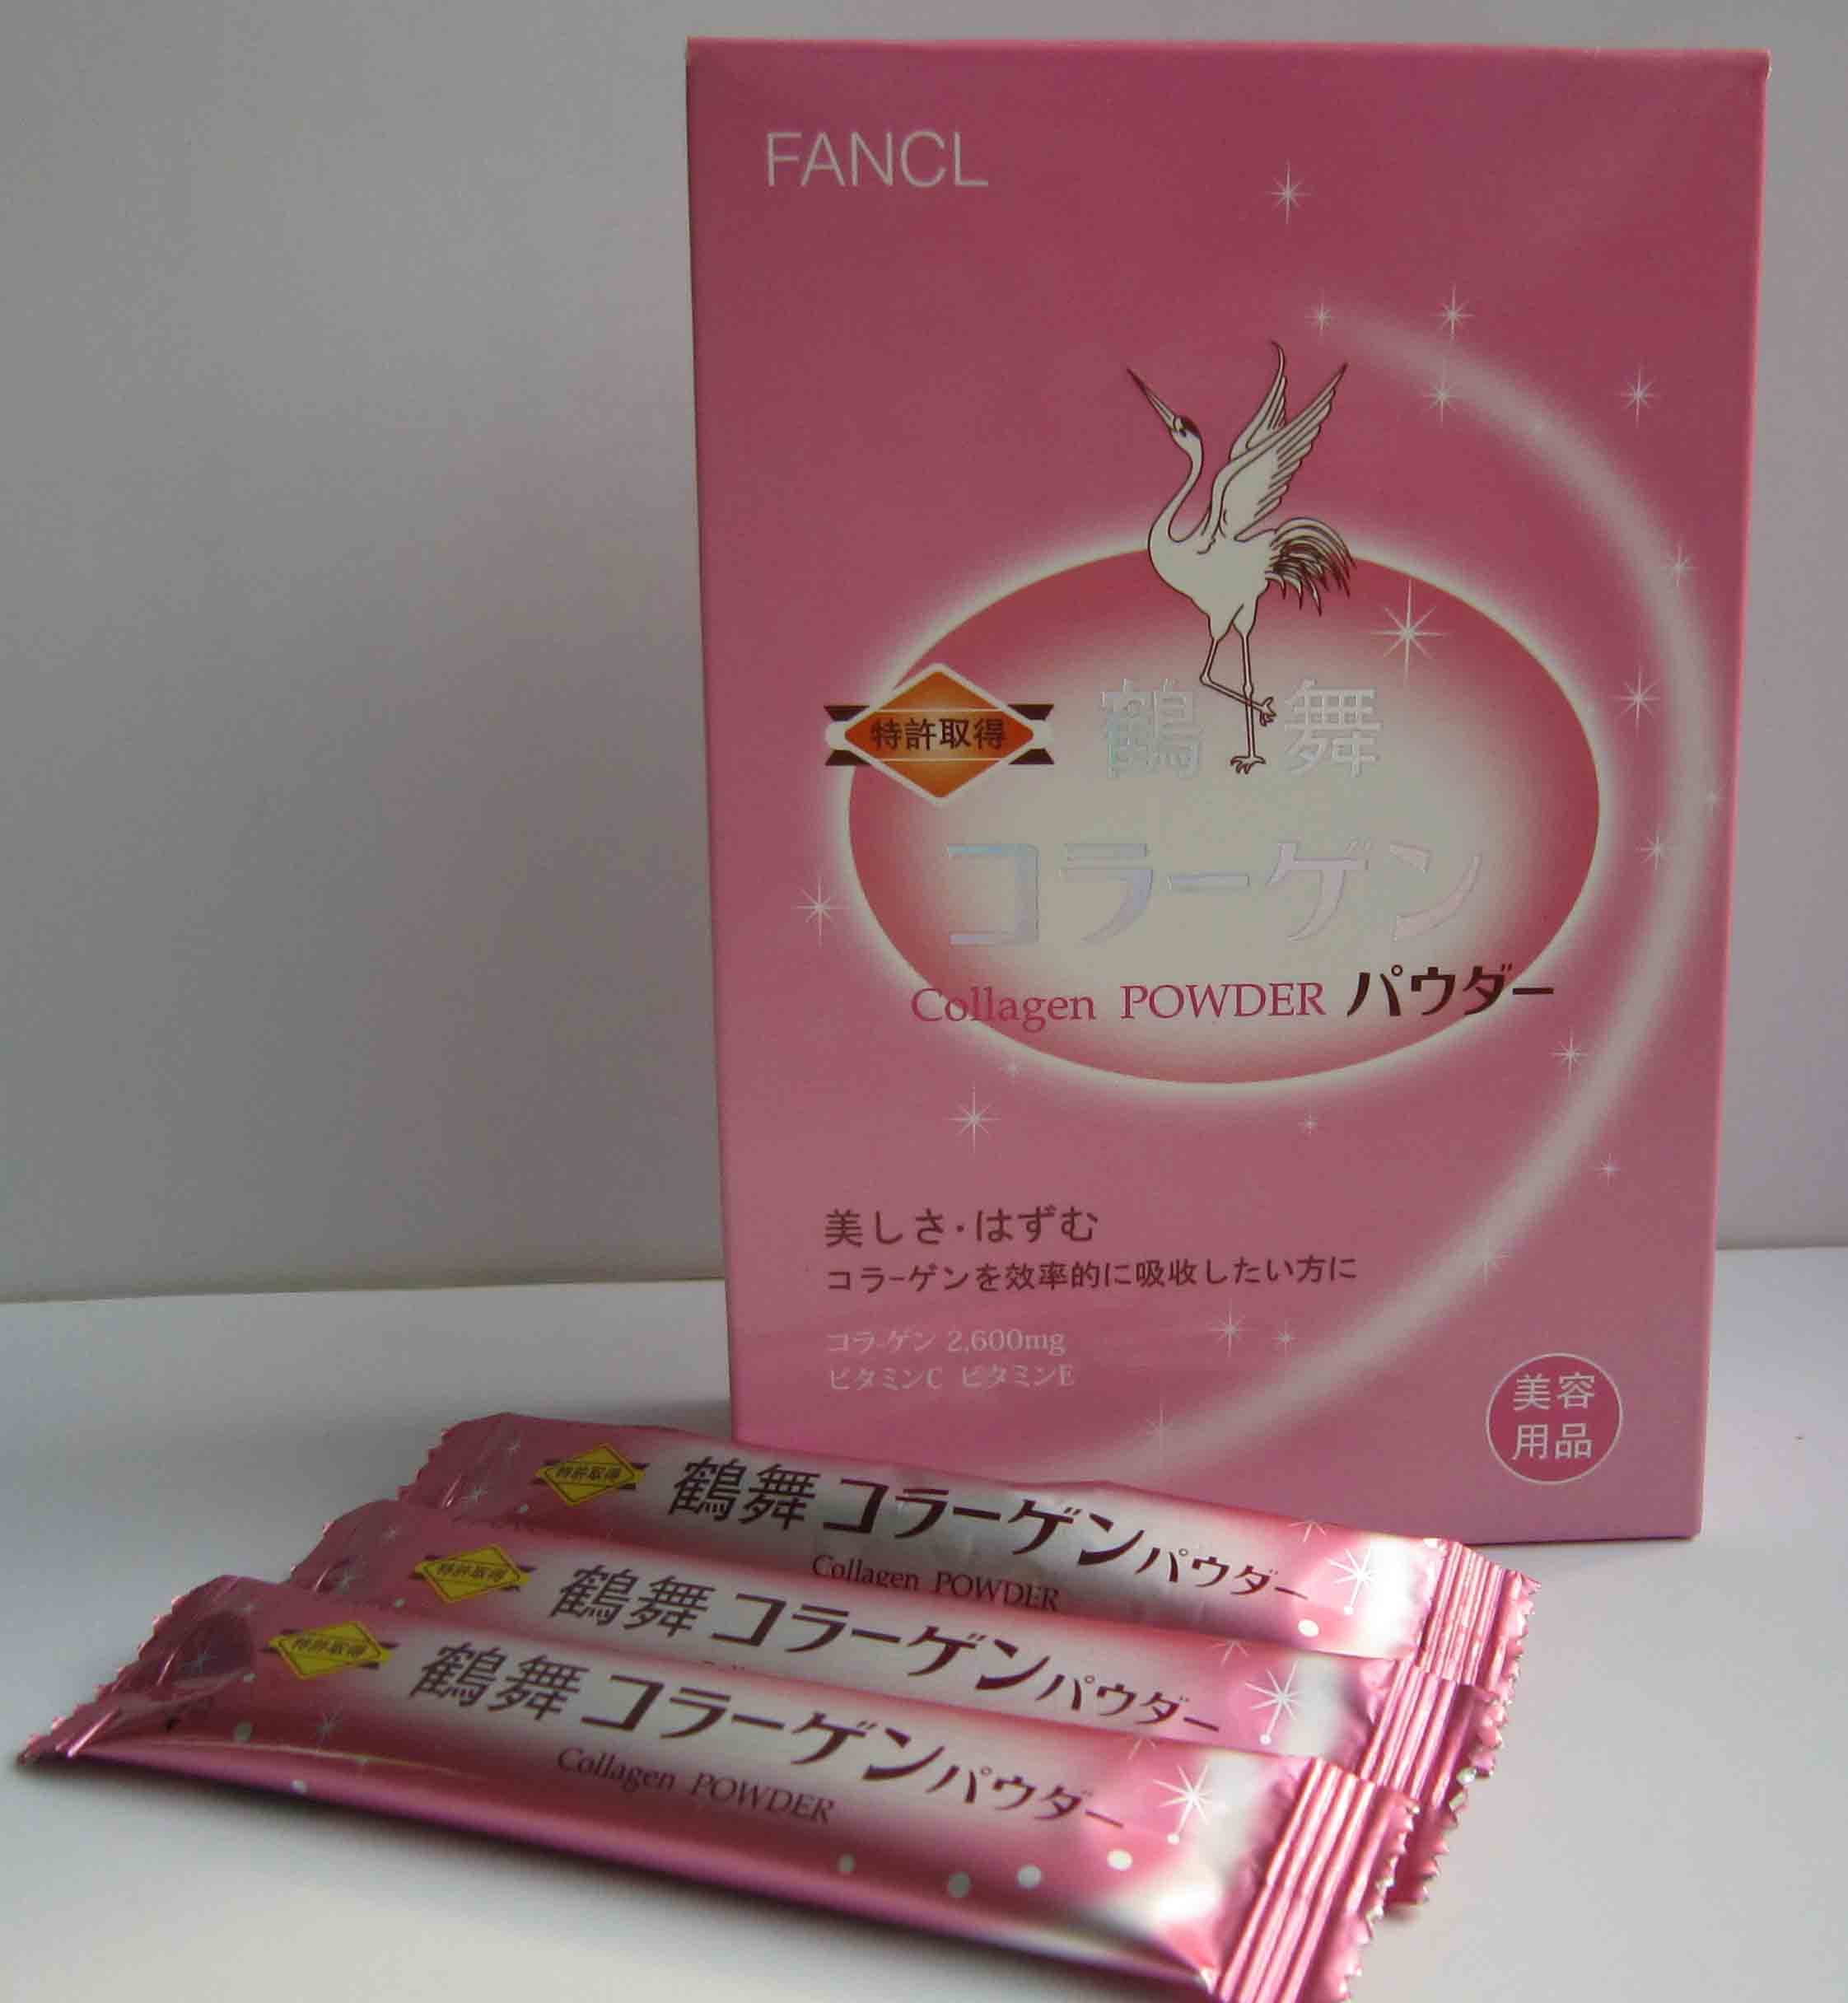 FANCL
特許取得
鶴舞
コラーゲン
Collagen POWDER パウダー
美しさ・はずむ
コラーゲンを効率的に吸収したい方に
コラーゲン 2,600mg
ビタミンC ビタミンE
美容
用品
特許取得 鶴舞 コラーゲンパウダー
Collagen POWDER
特許取得 鶴舞 コラーゲンパウダー
特許取得 鶴舞 コラーゲンパウダー
Collagen POWDER